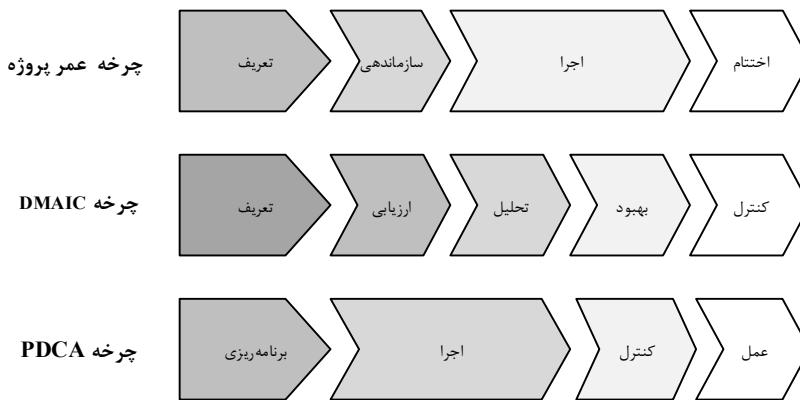 چرخه عمر پروژه
تعریف
سازماندهی
اجرا
اختتام
چرخه DMAIC
تعریف
ارزیابی
تحلیل
بهبود
کنترل
چرخه PDCA
برنامه‌ریزی
اجرا
کنترل
عمل